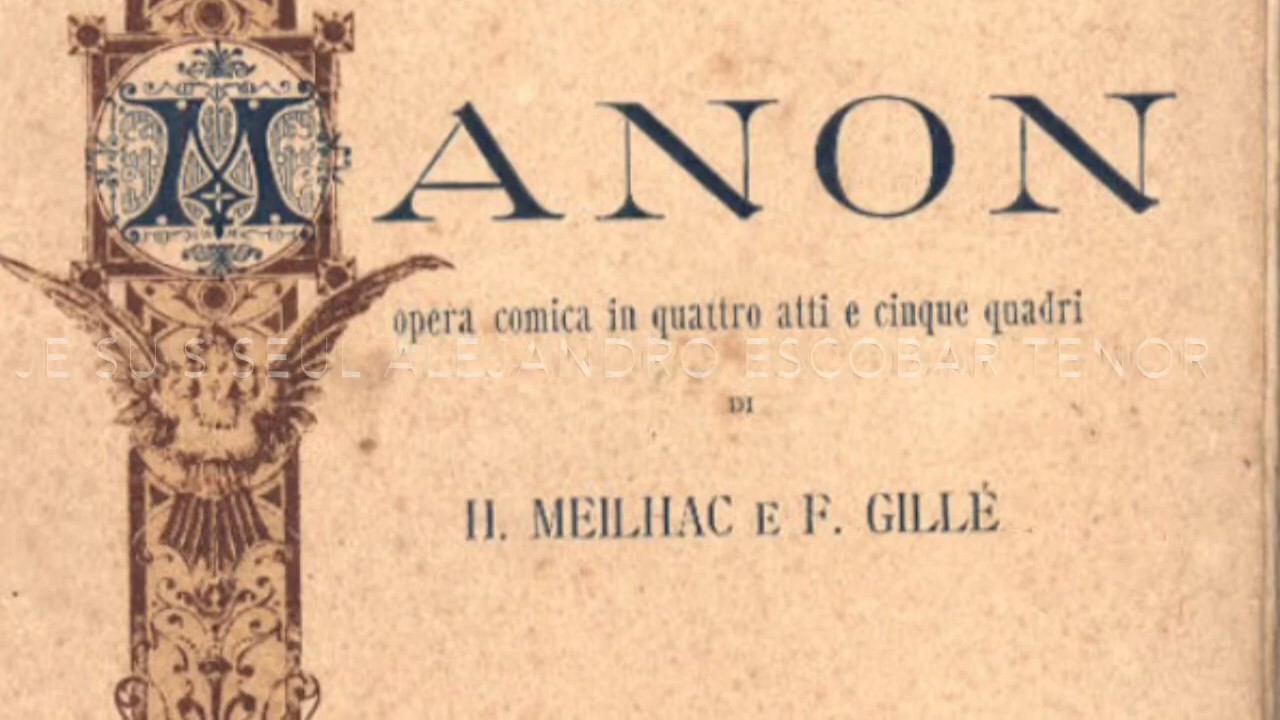 MANON
opera comica in quattro atti e cinque quadri
JE SUIS SEUL ALEJANDRO ESCOBAR TENOR
DI
H. MEILHAC E F. GILLÉ